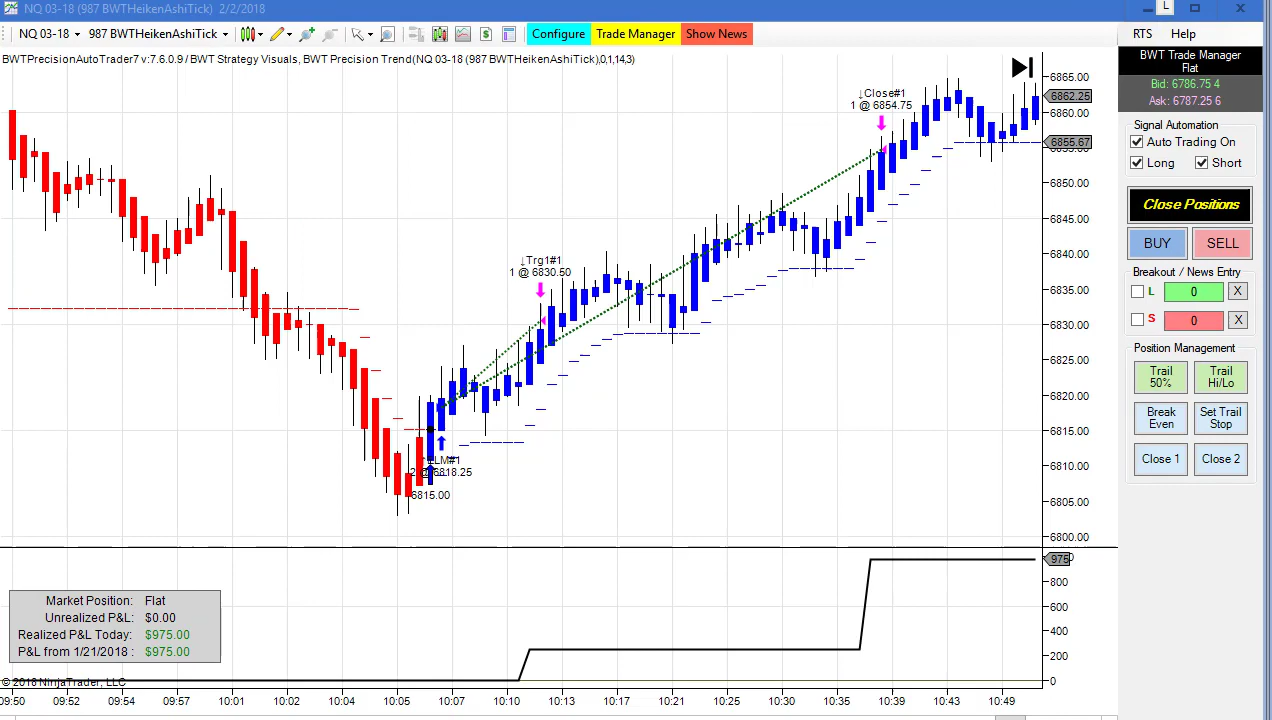 NQ 03-18 (987 BWTHeikenAshiTick)  2/2/2018
L
NQ 03-18 987 BWTHeikenAshiTick Configure Trade Manager Show News
RTS Help
BWTPrecisionAutoTrader7 v:7.6.0.9 / BWT Strategy Visuals, BWT Precision Trend(NQ 03-18 (987 BWTHeikenAshiTick),0,1,14,3)
BWT Trade Manager
Flat
Bid: 6786.75 4
Ask: 6787.25 6
Signal Automation
Auto Trading On
Long Short
Close Positions
BUY SELL
Breakout / News Entry
L 0 X
S 0 X
Position Management
Trail 50%
Trail Hi/Lo
Break Even
Set Trail Stop
Close 1 Close 2
↓Close#1
1 @ 6854.75
↓Trg1#1
1 @ 6830.50
LM#1
2 @ 6818.25
6815.00
6865.00
6862.25
6860.00
6855.67
6850.00
6845.00
6840.00
6835.00
6830.00
6825.00
6820.00
6815.00
6810.00
6805.00
6800.00
975
800
600
400
200
0
Market Position: Flat
Unrealized P&L: $0.00
Realized P&L Today: $975.00
P&L from 1/21/2018 : $975.00
© 2018 NinjaTrader, LLC
09:50 09:52 09:54 09:56 10:01 10:02 10:04 10:05 10:07 10:10 10:13 10:17 10:21 10:25 10:30 10:35 10:39 10:43 10:49